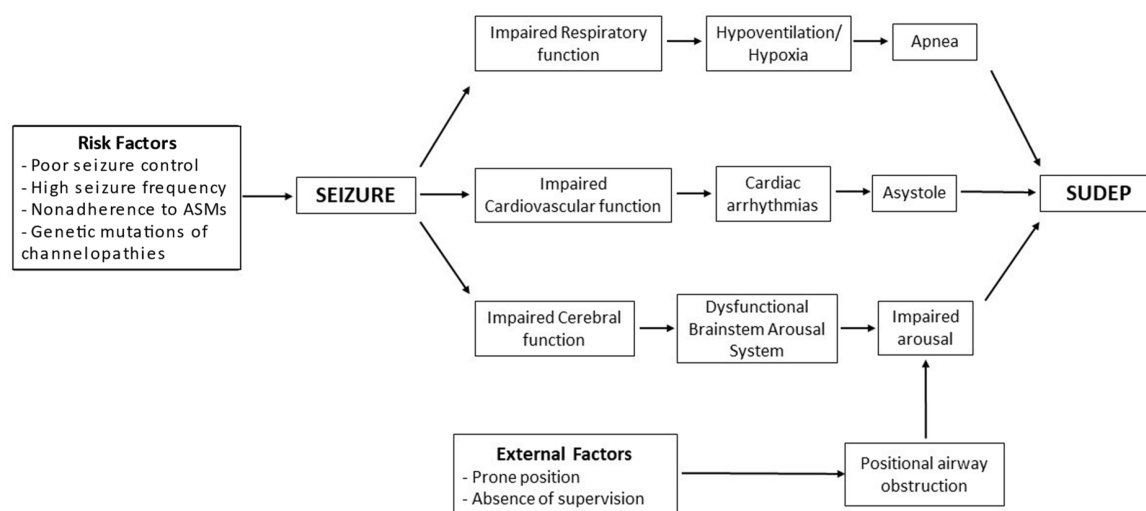 Risk Factors
- Poor seizure control
- High seizure frequency
- Nonadherence to ASMs
- Genetic mutations of
channelopathies
SEIZURE
Impaired Respiratory
function
Hypoventilation/
Hypoxia
Apnea
Impaired
Cardiovascular function
Cardiac
arrhythmias
Asystole
SUDEP
Impaired Cerebral
function
Dysfunctional
Brainstem Arousal
System
Impaired
arousal
External Factors
- Prone position
- Absence of supervision
Positional airway
obstruction